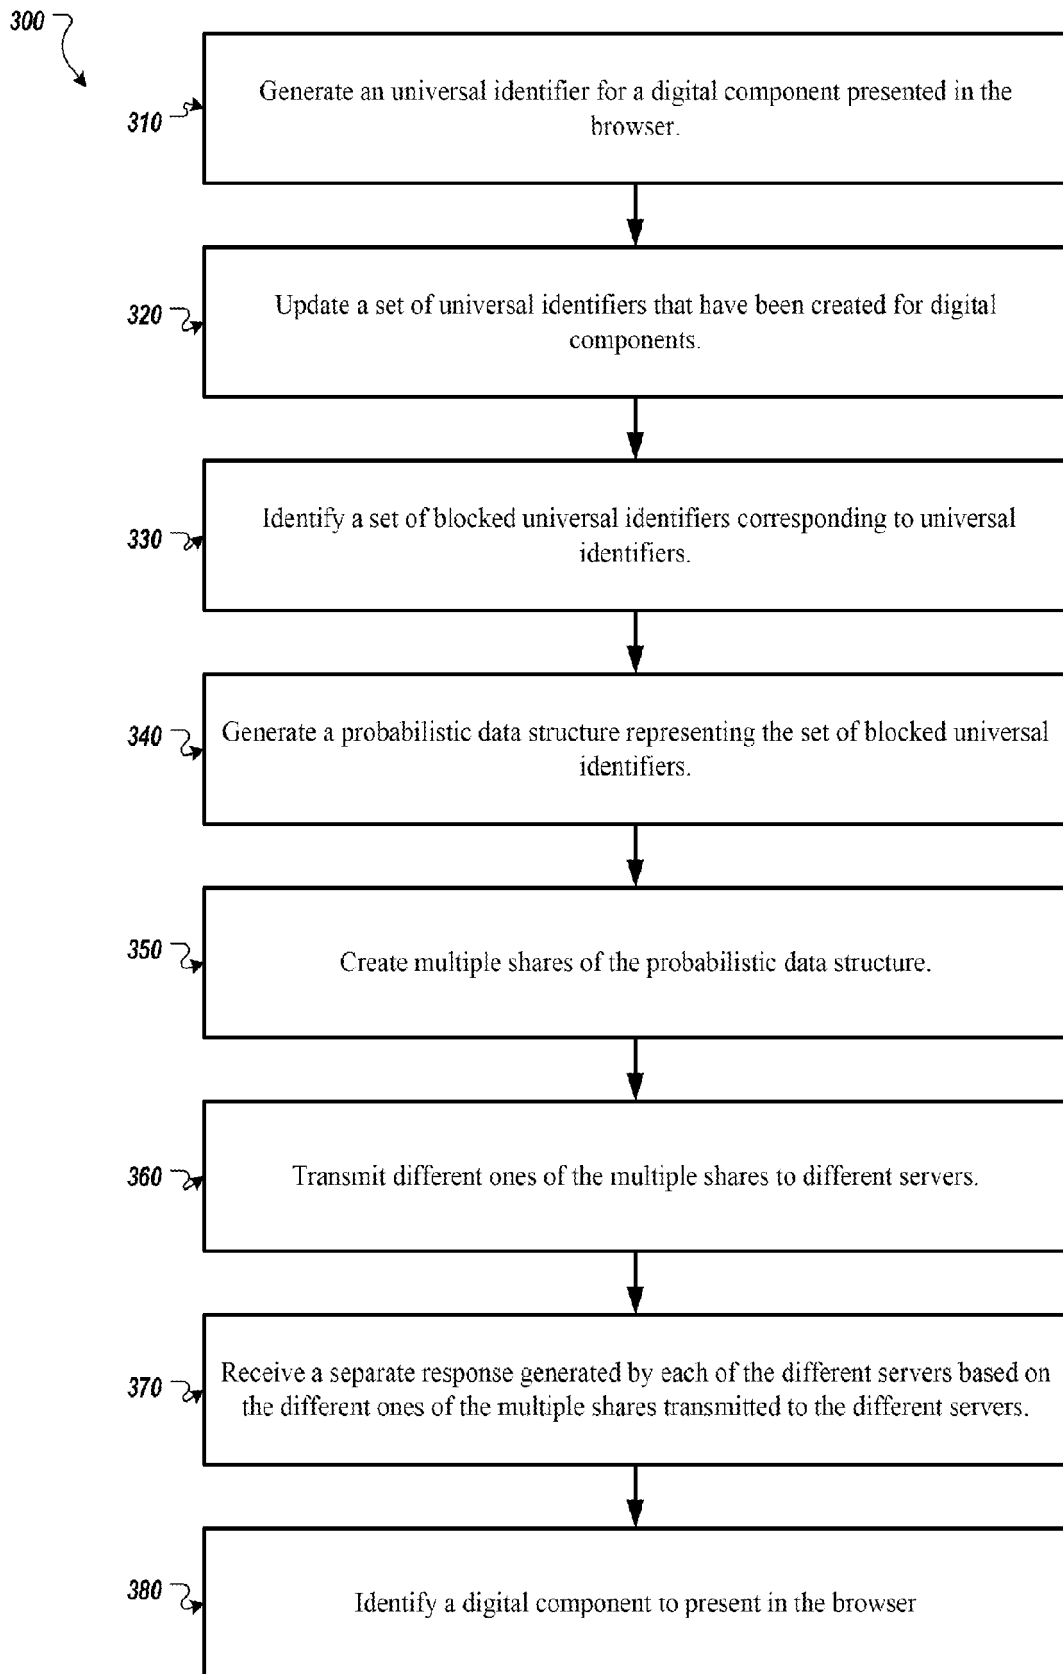 300
310
Generate an universal identifier for a digital component presented in the
browser.
320
Update a set of universal identifiers that have been created for digital
components.
330
Identify a set of blocked universal identifiers corresponding to universal
identifiers.
340
Generate a probabilistic data structure representing the set of blocked universal
identifiers.
350
Create multiple shares of the probabilistic data structure.
360
Transmit different ones of the multiple shares to different servers.
370
Receive a separate response generated by each of the different servers based on
the different ones of the multiple shares transmitted to the different servers.
380
Identify a digital component to present in the browser